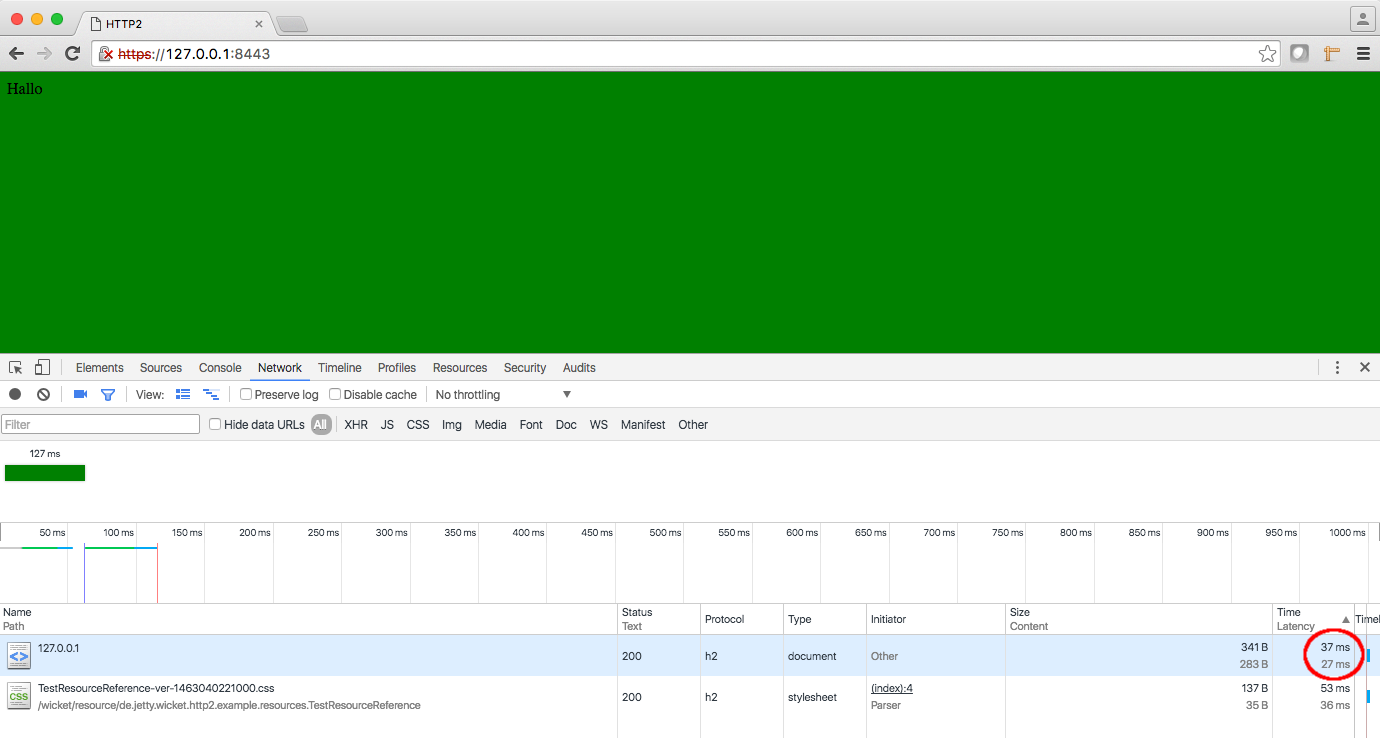 HTTP2
https://127.0.0.1:8443
Hallo
Elements Sources Console Network Timeline Profiles Resources Security Audits
View: Preserve log Disable cache No throttling
Filter Hide data URLs All XHR JS CSS Img Media Font Doc WS Manifest Other
127 ms
50 ms 100 ms 150 ms 200 ms 250 ms 300 ms 350 ms 400 ms 450 ms 500 ms 550 ms 600 ms 650 ms 700 ms 750 ms 800 ms 850 ms 900 ms 950 ms 1000 ms
Name Status Protocol Type Initiator Size Time Timel
Path Text Content Latency
127.0.0.1 200 h2 document Other 341 B 37 ms
283 B 27 ms
<> 
TestResourceReference-ver-1463040221000.css 200 h2 stylesheet (index):4 137 B 53 ms
CSS /wicket/resource/de.jetty.wicket.http2.example.resources.TestResourceReference Parser 35 B 36 ms